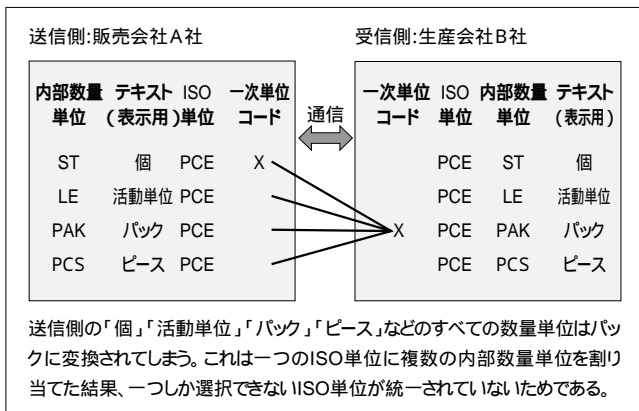 送信側:販売会社A社 受信側:生産会社B社
内部数量 テキスト ISO 一次単位 一次単位 ISO 内部数量 テキスト
単位 (表示用)単位 コード 通信 コード 単位 単位 (表示用)
ST 個 PCE X PCE ST 個
LE 活動単位 PCE PCE LE 活動単位
PAK パック PCE X PCE PAK パック
PCS ピース PCE PCE PCS ピース
送信側の「個」「活動単位」「パック」「ピース」などのすべての数量単位はパッ
クに変換されてしまう。これは一つのISO単位に複数の内部数量単位を割り
当てた結果、一つしか選択できないISO単位が統一されていないためである。